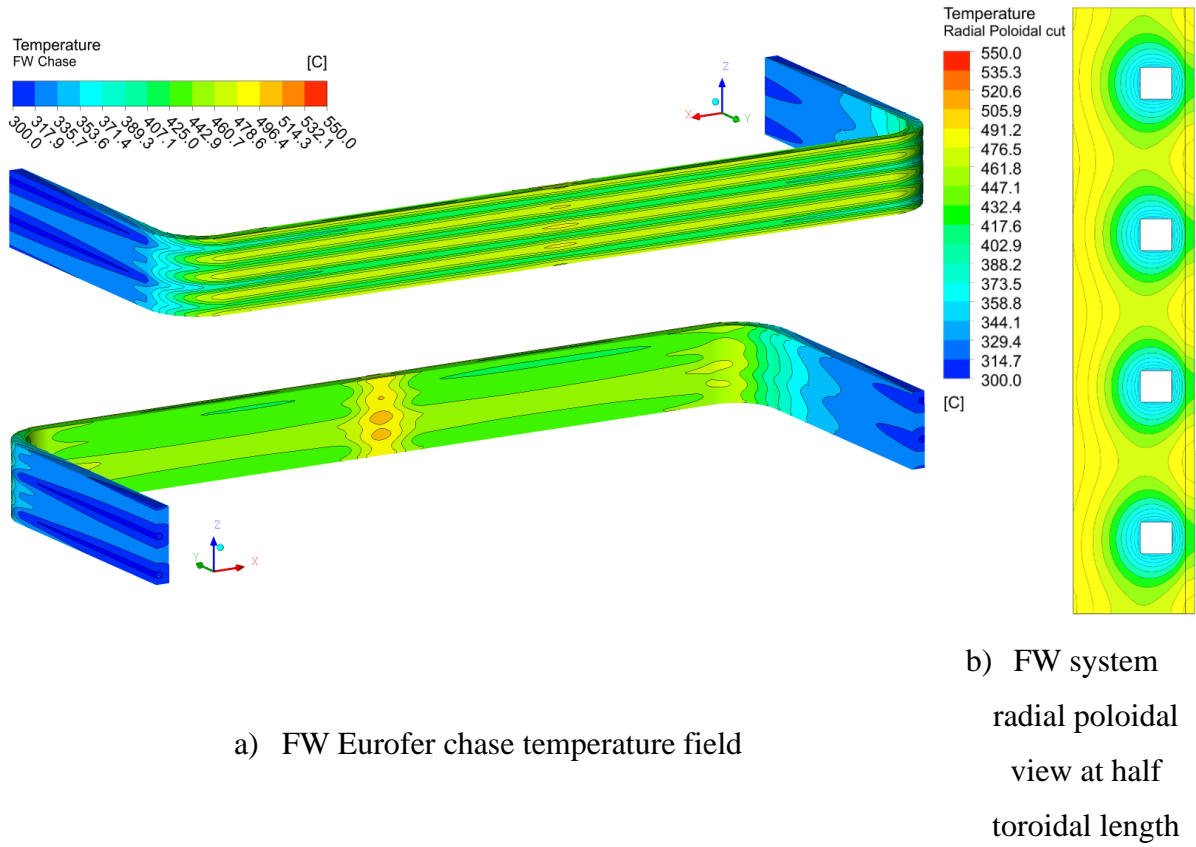 Temperature
FW Chase [C]
300.0 317.9 335.7 353.6 371.4 389.3 407.1 425.0 442.9 460.7 478.6 496.4 514.3 532.1 550.0
Z
X
Y
Z
Y
X
a) FW Eurofer chase temperature field
Temperature
Radial Poloidal cut
550.0
535.3
520.6
505.9
491.2
476.5
461.8
447.1
432.4
417.6
402.9
388.2
373.5
358.8
344.1
329.4
314.7
300.0
[C]
b) FW system
radial poloidal
view at half
toroidal length